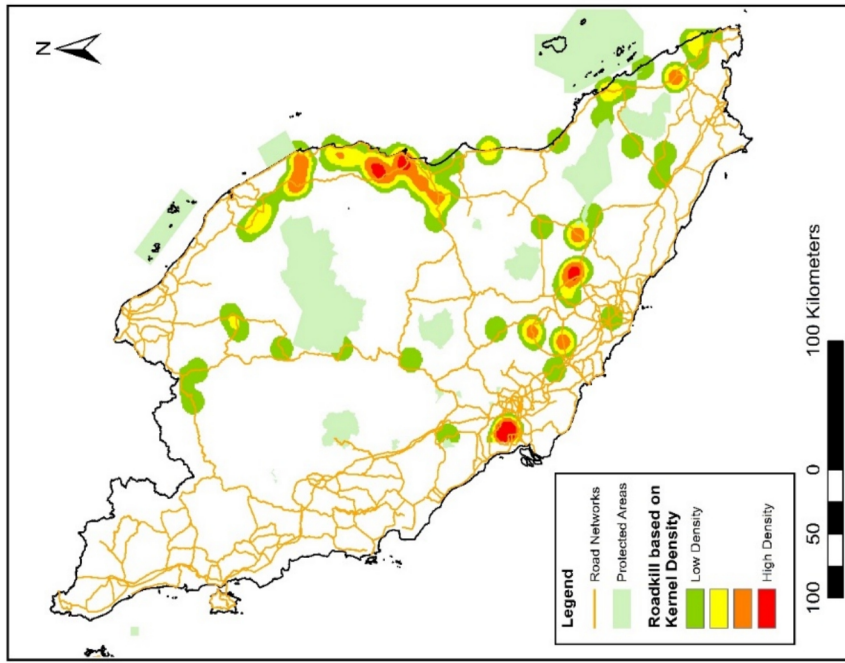 N
Legend
Road Networks
Protected Areas
Roadkill based on
Kernel Density
Low Density
High Density
100 50 0 100 Kilometers